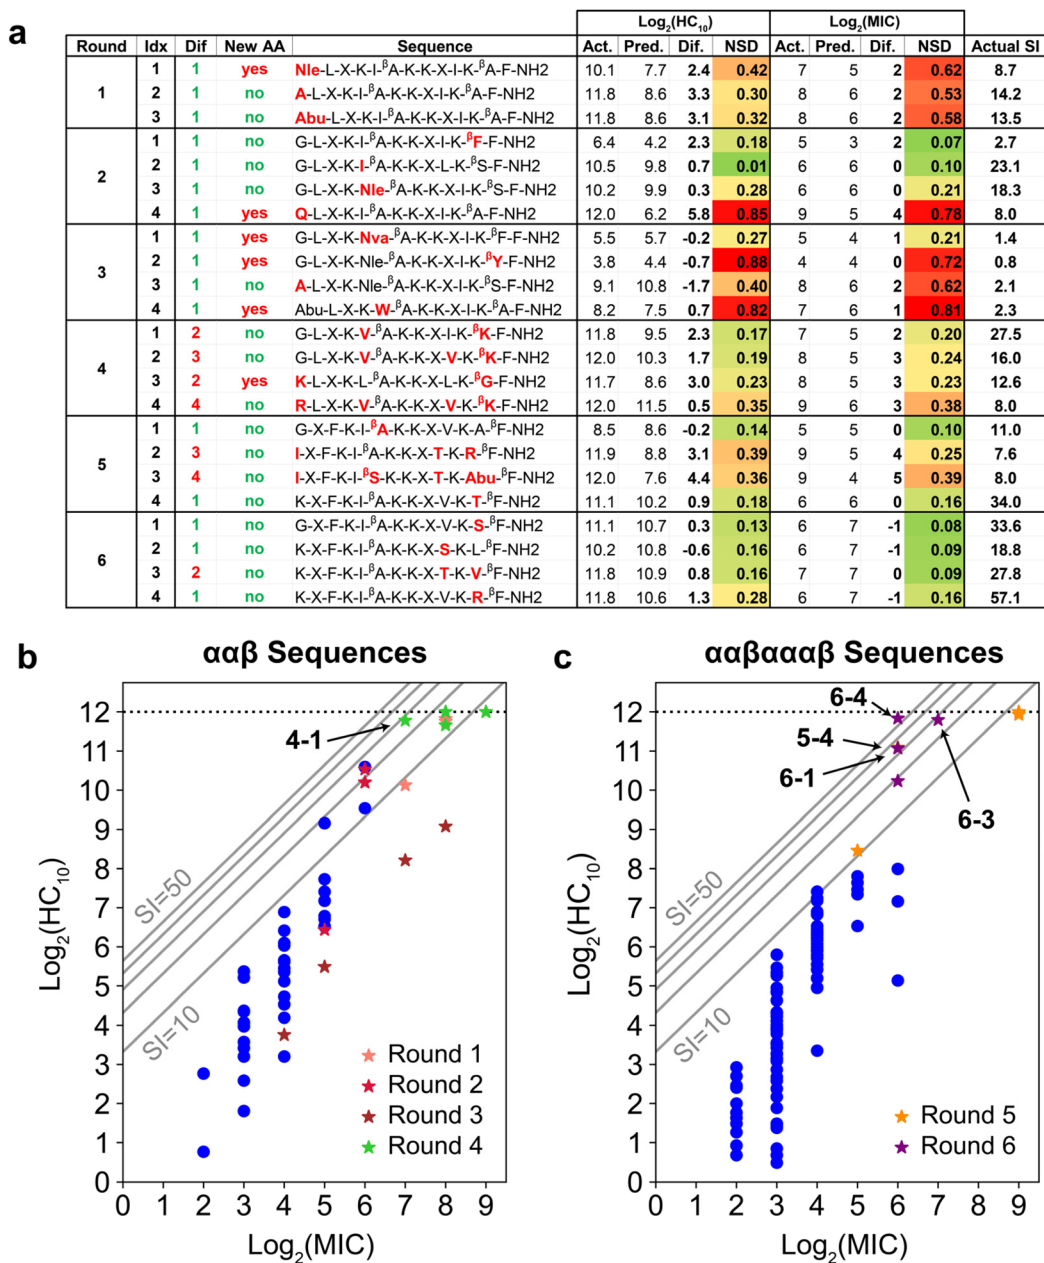 a
Log2(HC10) Log2(MIC)
Round Idx Dif New AA Sequence Act. Pred. Dif. NSD Act. Pred. Dif. NSD Actual SI
1 1 1 yes Nle-L-X-K-I-βA-K-K-X-I-K-βA-F-NH2 10.1 7.7 2.4 0.42 7 5 2 0.62 8.7
2 1 no A-L-X-K-I-βA-K-K-X-I-K-βA-F-NH2 11.8 8.6 3.3 0.30 8 6 2 0.53 14.2
3 1 no Abu-L-X-K-I-βA-K-K-X-I-K-βA-F-NH2 11.8 8.6 3.1 0.32 8 6 2 0.58 13.5
2 1 1 no G-L-X-K-I-βA-K-K-X-I-K-βF-F-NH2 6.4 4.2 2.3 0.18 5 3 2 0.07 2.7
2 1 no G-L-X-K-I-βA-K-K-X-L-K-βS-F-NH2 10.5 9.8 0.7 0.01 6 6 0 0.10 23.1
3 1 no G-L-X-K-Nle-βA-K-K-X-I-K-βS-F-NH2 10.2 9.9 0.3 0.28 6 6 0 0.21 18.3
4 1 yes Q-L-X-K-I-βA-K-K-X-I-K-βA-F-NH2 12.0 6.2 5.8 0.85 9 5 4 0.78 8.0
3 1 1 yes G-L-X-K-Nva-βA-K-K-X-I-K-βF-F-NH2 5.5 5.7 -0.2 0.27 5 4 1 0.21 1.4
2 1 yes G-L-X-K-Nle-βA-K-K-X-I-K-βY-F-NH2 3.8 4.4 -0.7 0.88 4 4 0 0.72 0.8
3 1 no A-L-X-K-Nle-βA-K-K-X-I-K-βS-F-NH2 9.1 10.8 -1.7 0.40 8 6 2 0.62 2.1
4 1 yes Abu-L-X-K-W-βA-K-K-X-I-K-βA-F-NH2 8.2 7.5 0.7 0.82 7 6 1 0.81 2.3
4 1 2 no G-L-X-K-V-βA-K-K-X-I-K-βK-F-NH2 11.8 9.5 2.3 0.17 7 5 2 0.20 27.5
2 3 no G-L-X-K-V-βA-K-K-X-V-K-βK-F-NH2 12.0 10.3 1.7 0.19 8 5 3 0.24 16.0
3 2 yes K-L-X-K-L-βA-K-K-X-L-K-βG-F-NH2 11.7 8.6 3.0 0.23 8 5 3 0.23 12.6
4 4 no R-L-X-K-V-βA-K-K-X-V-K-βK-F-NH2 12.0 11.5 0.5 0.35 9 6 3 0.38 8.0
5 1 1 no G-X-F-K-I-βA-K-K-X-V-K-A-βF-NH2 8.5 8.6 -0.2 0.14 5 5 0 0.10 11.0
2 3 no I-X-F-K-I-βA-K-K-X-T-K-R-βF-NH2 11.9 8.8 3.1 0.39 9 5 4 0.25 7.6
3 4 no I-X-F-K-I-βS-K-K-X-T-K-Abu-βF-NH2 12.0 7.6 4.4 0.36 9 4 5 0.39 8.0
4 1 no K-X-F-K-I-βA-K-K-X-V-K-T-βF-NH2 11.1 10.2 0.9 0.18 6 6 0 0.16 34.0
6 1 1 no G-X-F-K-I-βA-K-K-X-V-K-S-βF-NH2 11.1 10.7 0.3 0.13 6 7 -1 0.08 33.6
2 1 no K-X-F-K-I-βA-K-K-X-S-K-L-βF-NH2 10.2 10.8 -0.6 0.16 6 7 -1 0.09 18.8
3 2 no K-X-F-K-I-βA-K-K-X-T-K-V-βF-NH2 11.8 10.9 0.8 0.16 7 7 0 0.09 27.8
4 1 no K-X-F-K-I-βA-K-K-X-V-K-R-βF-NH2 11.8 10.6 1.3 0.28 6 7 -1 0.16 57.1
b
ααβ Sequences
Log2(HC10)
12
11
10
9
8
7
6
5
4
3
2
1
0
4-1
SI=50
SI=10
Round 1
Round 2
Round 3
Round 4
0 1 2 3 4 5 6 7 8 9
Log2(MIC)
c
ααβαααβ Sequences
Log2(HC10)
12
11
10
9
8
7
6
5
4
3
2
1
0
6-4
5-4
6-1
6-3
SI=50
SI=10
Round 5
Round 6
0 1 2 3 4 5 6 7 8 9
Log2(MIC)